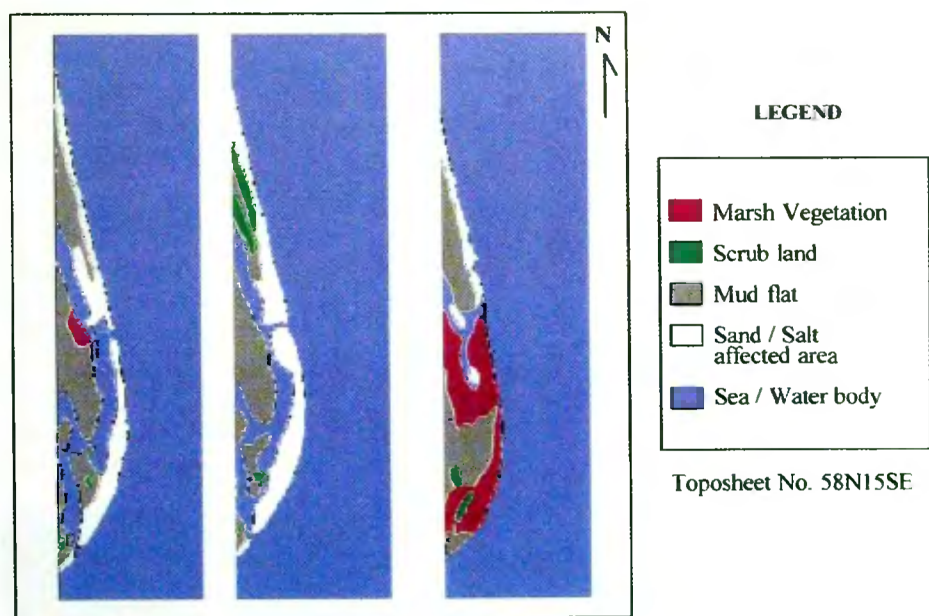 N
LEGEND
Marsh Vegetation
Scrub land
Mud flat
Sand / Salt
affected area
Sea / Water body
Toposheet No. 58N15SE